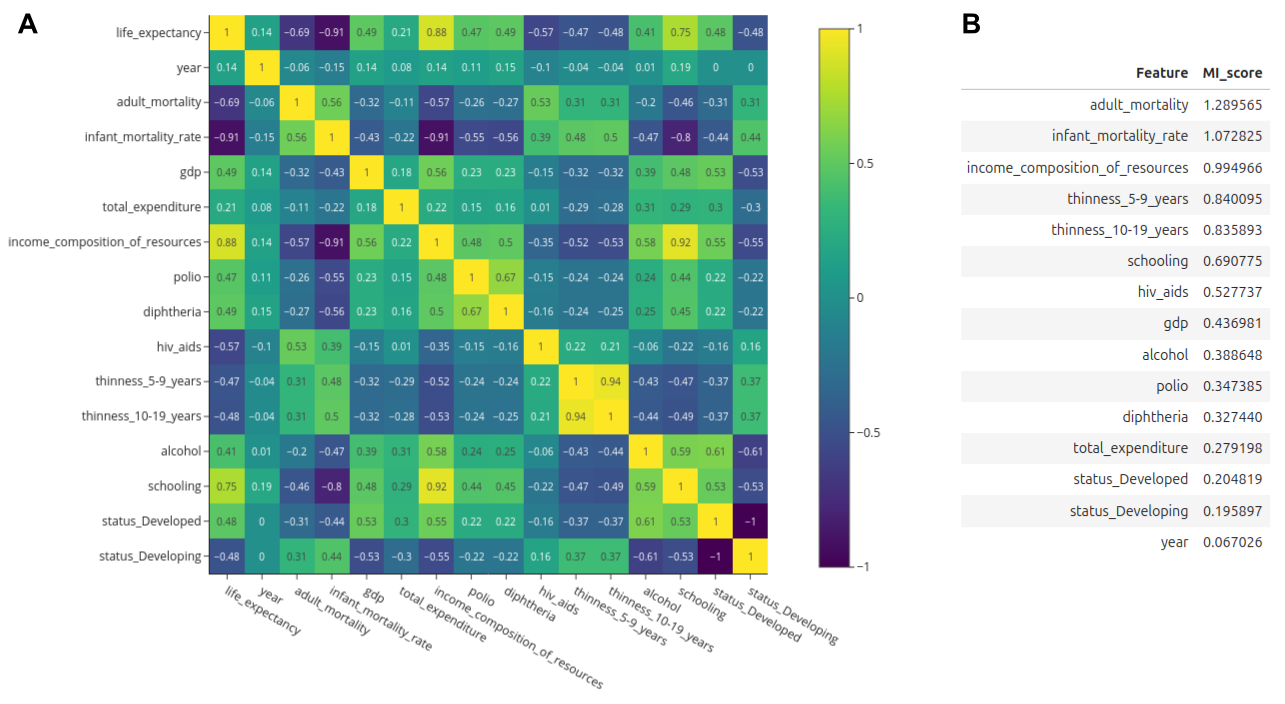 A
life_expectancy 1 0.14 −0.69 −0.91 0.49 0.21 0.88 0.47 0.49 −0.57 −0.47 −0.48 0.41 0.75 0.48 −0.48
year 0.14 1 −0.06 −0.15 0.14 0.08 0.14 0.11 0.15 −0.1 −0.04 −0.04 0.01 0.19 0 0
adult_mortality −0.69 −0.06 1 0.56 −0.32 −0.11 −0.57 −0.26 −0.27 0.53 0.31 0.31 −0.2 −0.46 −0.31 0.31
infant_mortality_rate −0.91 −0.15 0.56 1 −0.43 −0.22 −0.91 −0.55 −0.56 0.39 0.48 0.5 −0.47 −0.8 −0.44 0.44
gdp 0.49 0.14 −0.32 −0.43 1 0.18 0.56 0.23 0.23 −0.15 −0.32 −0.32 0.39 0.48 0.53 −0.53
total_expenditure 0.21 0.08 −0.11 −0.22 0.18 1 0.22 0.15 0.16 0.01 −0.29 −0.28 0.31 0.29 0.3 −0.3
income_composition_of_resources 0.88 0.14 −0.57 −0.91 0.56 0.22 1 0.48 0.5 −0.35 −0.52 −0.53 0.58 0.92 0.55 −0.55
polio 0.47 0.11 −0.26 −0.55 0.23 0.15 0.48 1 0.67 −0.15 −0.24 −0.24 0.24 0.44 0.22 −0.22
diphtheria 0.49 0.15 −0.27 −0.56 0.23 0.16 0.5 0.67 1 −0.16 −0.24 −0.25 0.25 0.45 0.22 −0.22
hiv_aids −0.57 −0.1 0.53 0.39 −0.15 0.01 −0.35 −0.15 −0.16 1 0.22 0.21 −0.06 −0.22 −0.16 0.16
thinness_5-9_years −0.47 −0.04 0.31 0.48 −0.32 −0.29 −0.52 −0.24 −0.24 0.22 1 0.94 −0.43 −0.47 −0.37 0.37
thinness_10-19_years −0.48 −0.04 0.31 0.5 −0.32 −0.28 −0.53 −0.24 −0.25 0.21 0.94 1 −0.44 −0.49 −0.37 0.37
alcohol 0.41 0.01 −0.2 −0.47 0.39 0.31 0.58 0.24 0.25 −0.06 −0.43 −0.44 1 0.59 0.61 −0.61
schooling 0.75 0.19 −0.46 −0.8 0.48 0.29 0.92 0.44 0.45 −0.22 −0.47 −0.49 0.59 1 0.53 −0.53
status_Developed 0.48 0 −0.31 −0.44 0.53 0.3 0.55 0.22 0.22 −0.16 −0.37 −0.37 0.61 0.53 1 −1
status_Developing −0.48 0 0.31 0.44 −0.53 −0.3 −0.55 −0.22 −0.22 0.16 0.37 0.37 −0.61 −0.53 −1 1
life_expectancy
year
adult_mortality
infant_mortality_rate
gdp
total_expenditure
income_composition_of_resources
polio
diphtheria
hiv_aids
thinness_5-9_years
thinness_10-19_years
alcohol
schooling
status_Developed
status_Developing
1
0.5
0
−0.5
−1
B
Feature MI_score
adult_mortality 1.289565
infant_mortality_rate 1.072825
income_composition_of_resources 0.994966
thinness_5-9_years 0.840095
thinness_10-19_years 0.835893
schooling 0.690775
hiv_aids 0.527737
gdp 0.436981
alcohol 0.388648
polio 0.347385
diphtheria 0.327440
total_expenditure 0.279198
status_Developed 0.204819
status_Developing 0.195897
year 0.067026